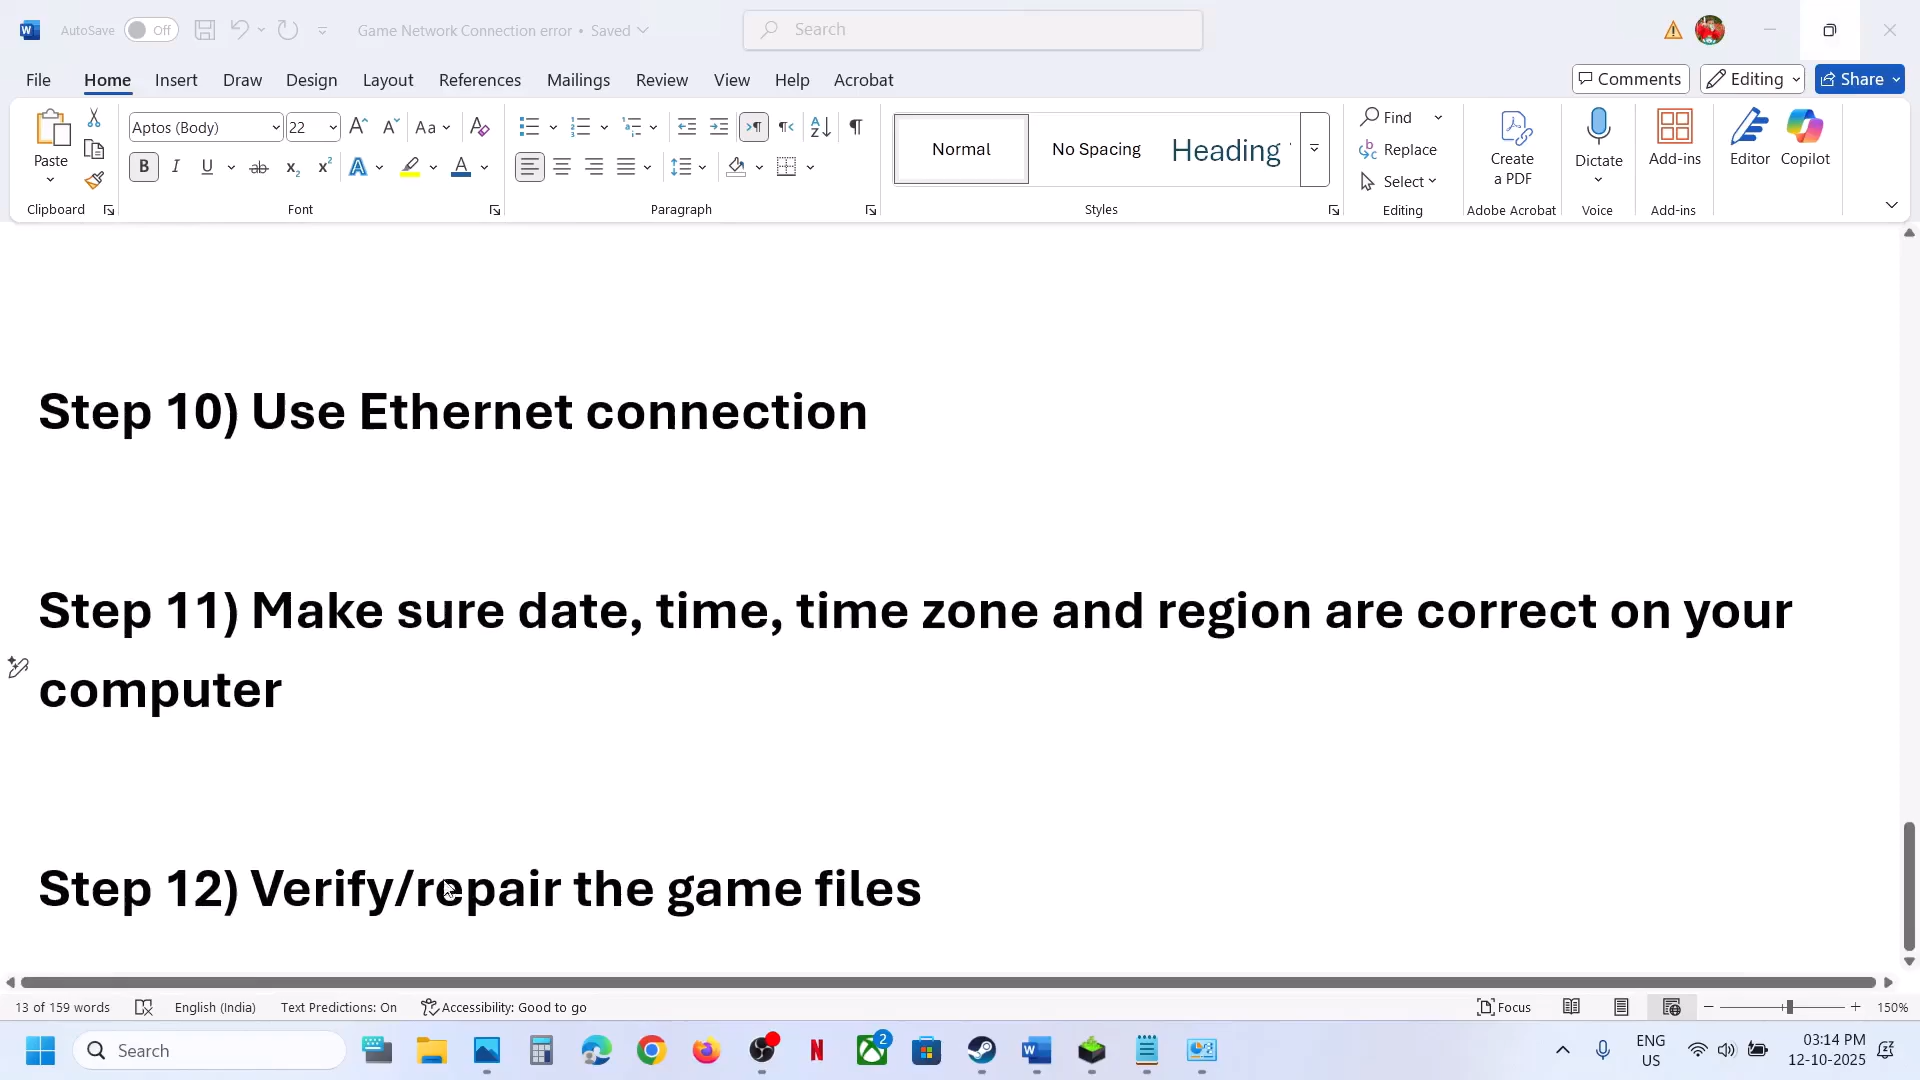 AutoSave Off Game Network Connection error • Saved Search
File Home Insert Draw Design Layout References Mailings Review View Help Acrobat Comments Editing Share
Paste
Clipboard
Aptos (Body) 22
Font
Paragraph
Normal No Spacing Heading
Styles
Find
Replace
Select
Editing
Create
a PDF
Adobe Acrobat
Dictate
Voice
Add-ins
Add-ins
Editor
Copilot
Step 10) Use Ethernet connection
Step 11) Make sure date, time, time zone and region are correct on your
computer
Step 12) Verify/repair the game files
13 of 159 words English (India) Text Predictions: On Accessibility: Good to go Focus 150%
Search
2
ENG
US
03:14 PM
12-10-2025